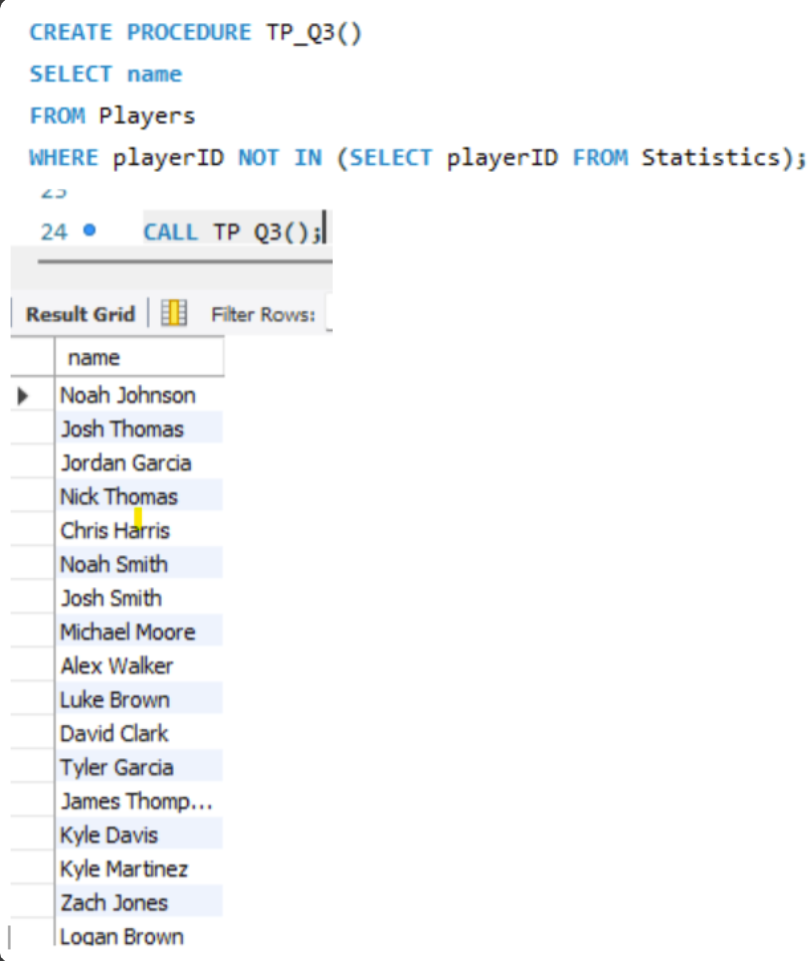 CREATE PROCEDURE TP_Q3()
SELECT name
FROM Players
WHERE playerID NOT IN (SELECT playerID FROM Statistics);
24 CALL TP Q3();
Result Grid Filter Rows:
name
Noah Johnson
Josh Thomas
Jordan Garcia
Nick Thomas
Chris Harris
Noah Smith
Josh Smith
Michael Moore
Alex Walker
Luke Brown
David Clark
Tyler Garcia
James Thomp...
Kyle Davis
Kyle Martinez
Zach Jones
Logan Brown